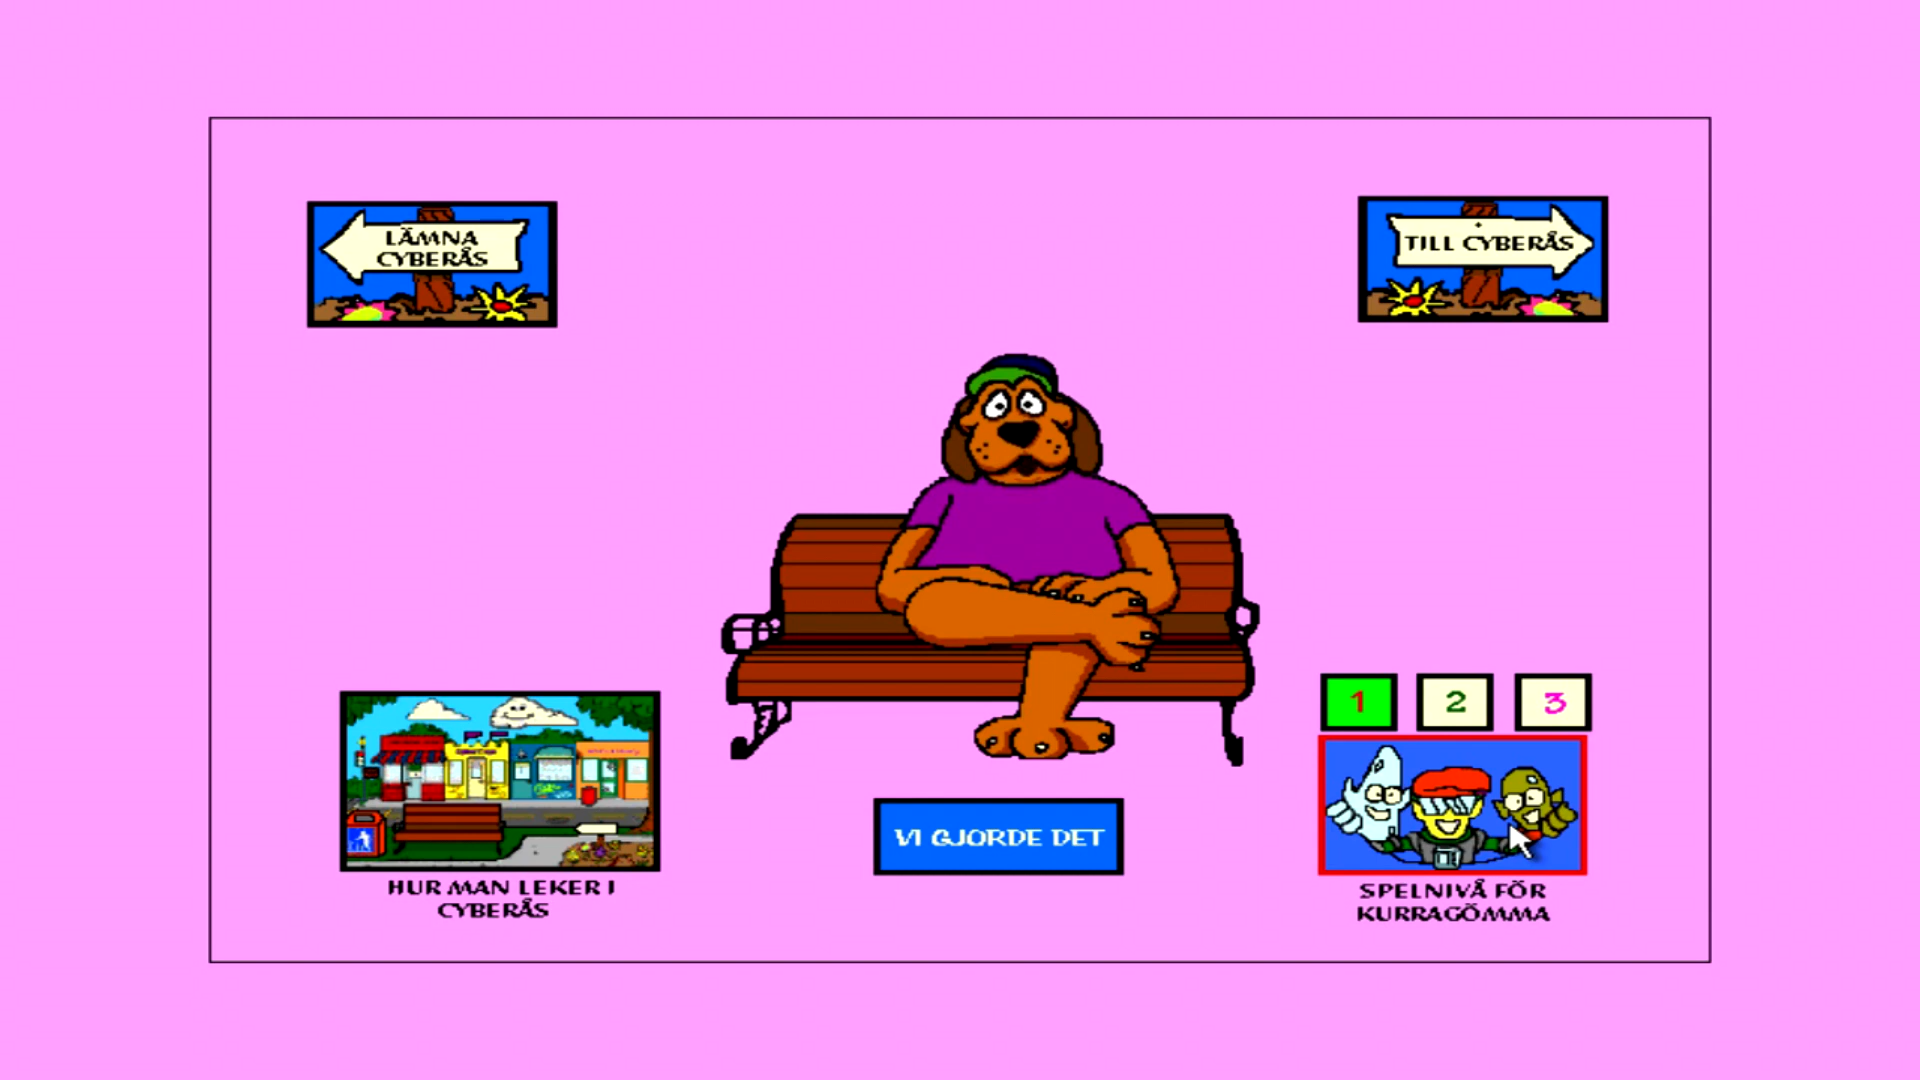 LÄMNA
CYBERÅS
TILL CYBERÅS
1
2
3
HUR MAN LEKER I
CYBERÅS
VI GJORDE DET
SPELNIVÅ FÖR
KURRAGÖMMA